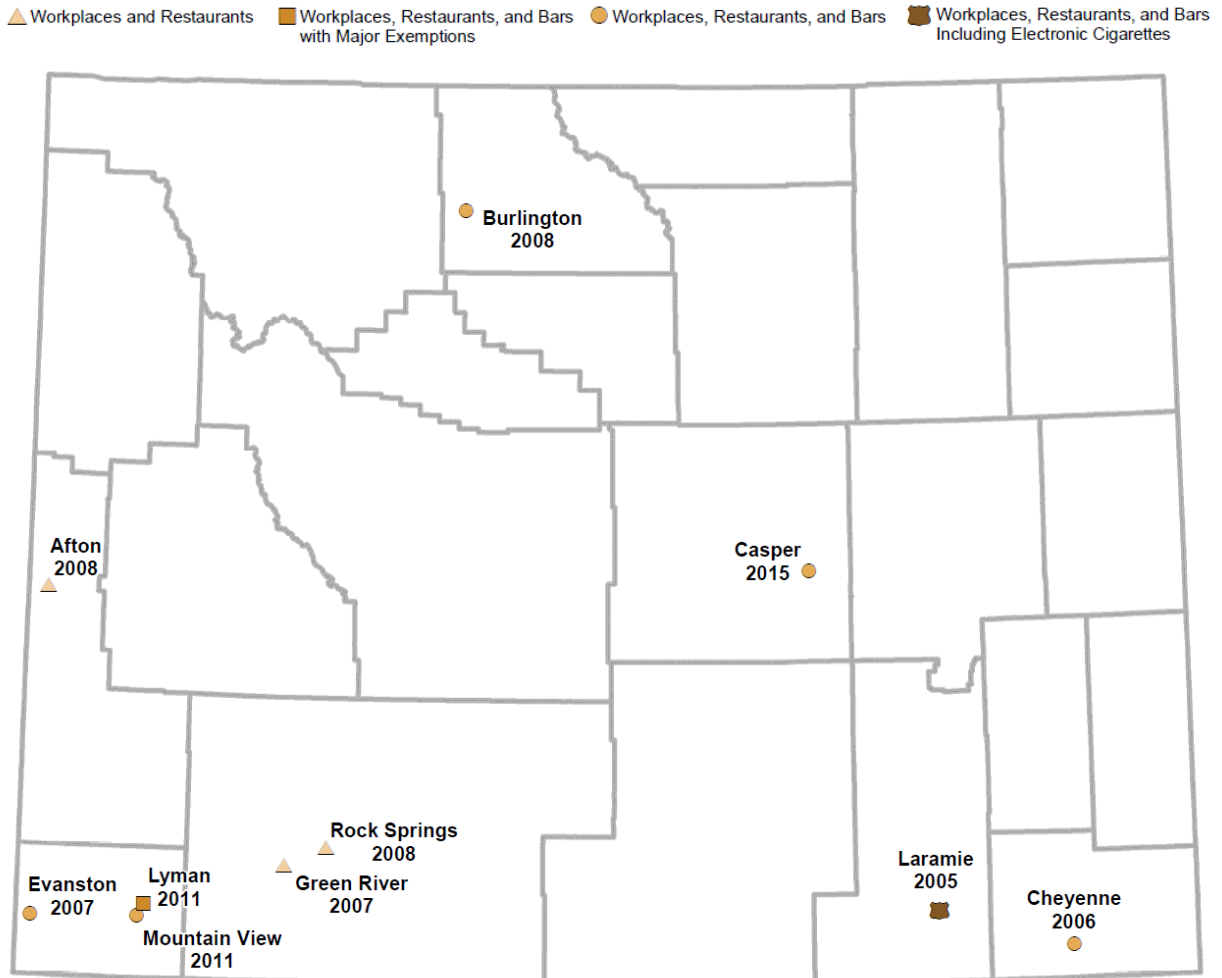 Workplaces and Restaurants
Workplaces, Restaurants, and Bars
with Major Exemptions
Workplaces, Restaurants, and Bars
Workplaces, Restaurants, and Bars
Including Electronic Cigarettes
Burlington
2008
Afton
2008
Casper
2015
Rock Springs
2008
Green River
2007
Evanston
2007
Lyman
2011
Mountain View
2011
Laramie
2005
Cheyenne
2006